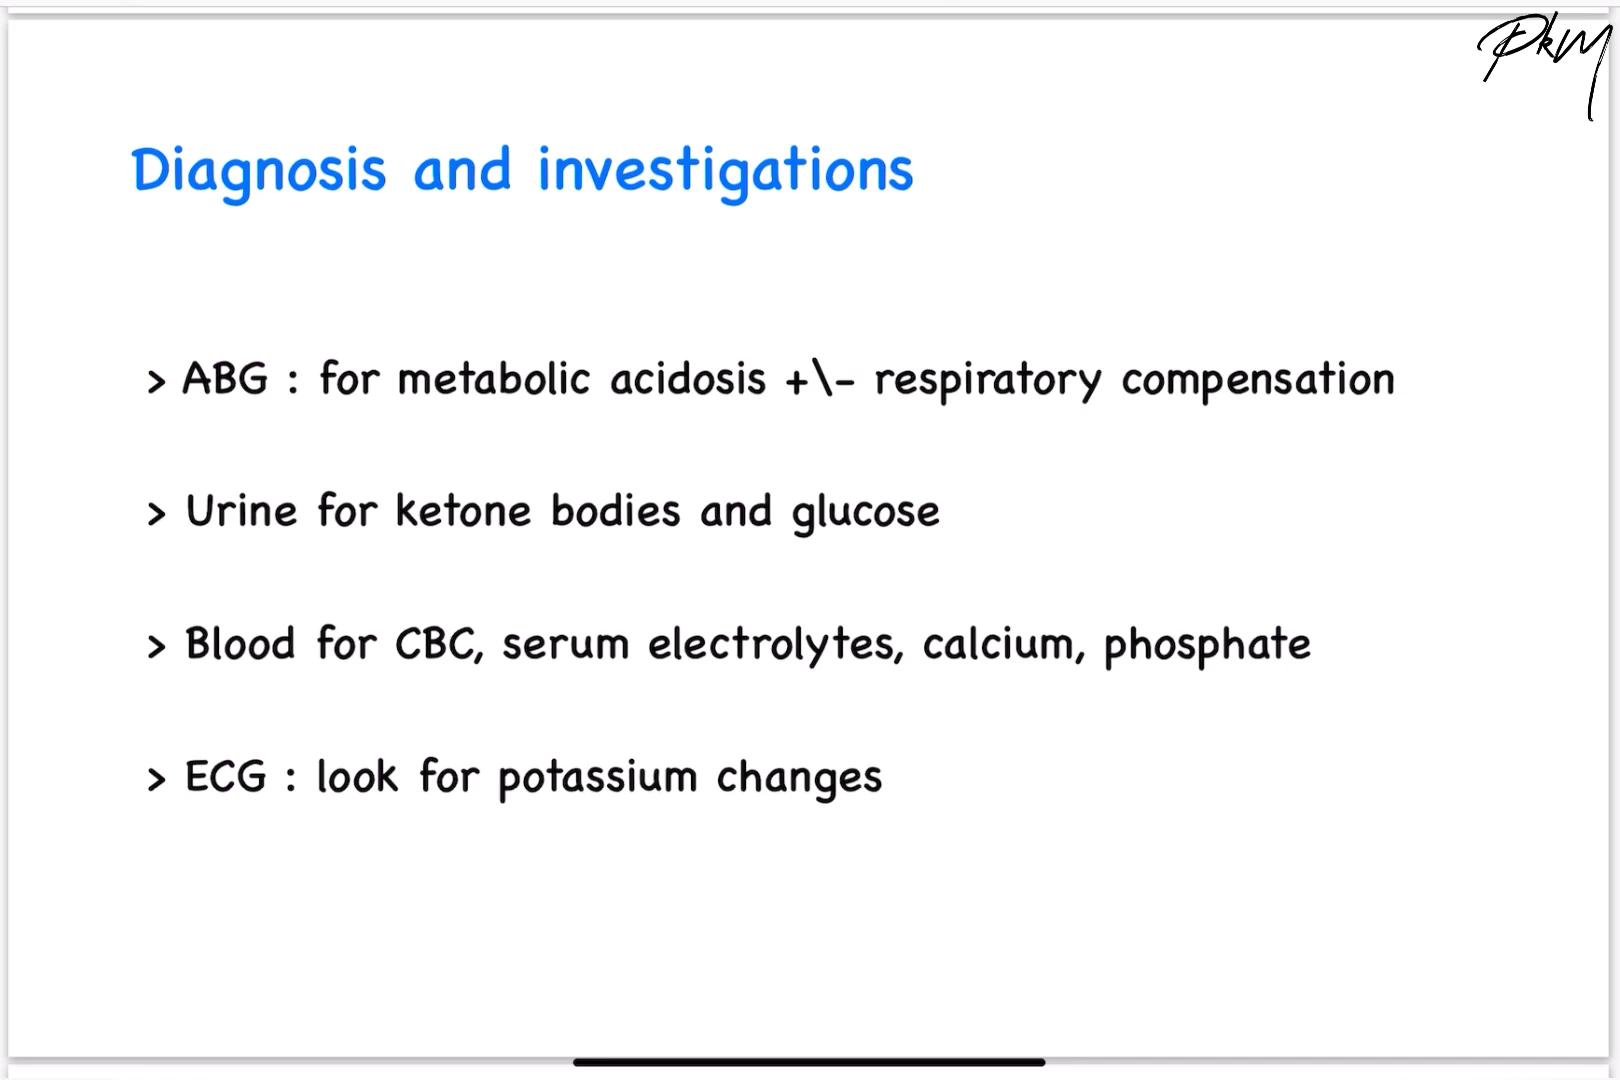 PkM
Diagnosis and investigations
> ABG : for metabolic acidosis +\- respiratory compensation
> Urine for ketone bodies and glucose
> Blood for CBC, serum electrolytes, calcium, phosphate
> ECG : look for potassium changes